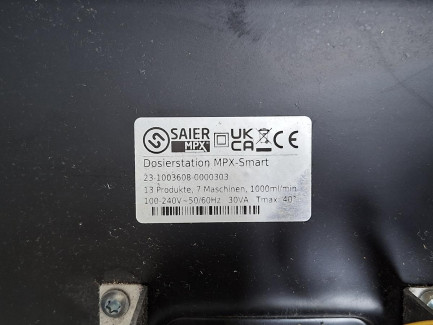 SAIER
MPX
UK
CA
CE
Dosierstation MPX-Smart
23-1003608-0000303
13 Produkte, 7 Maschinen, 1000ml/min
100-240V~50/60Hz 30VA Tmax. 40°